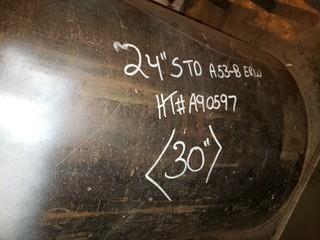 24" STD A53-B ERW
HT# A90597
<30">